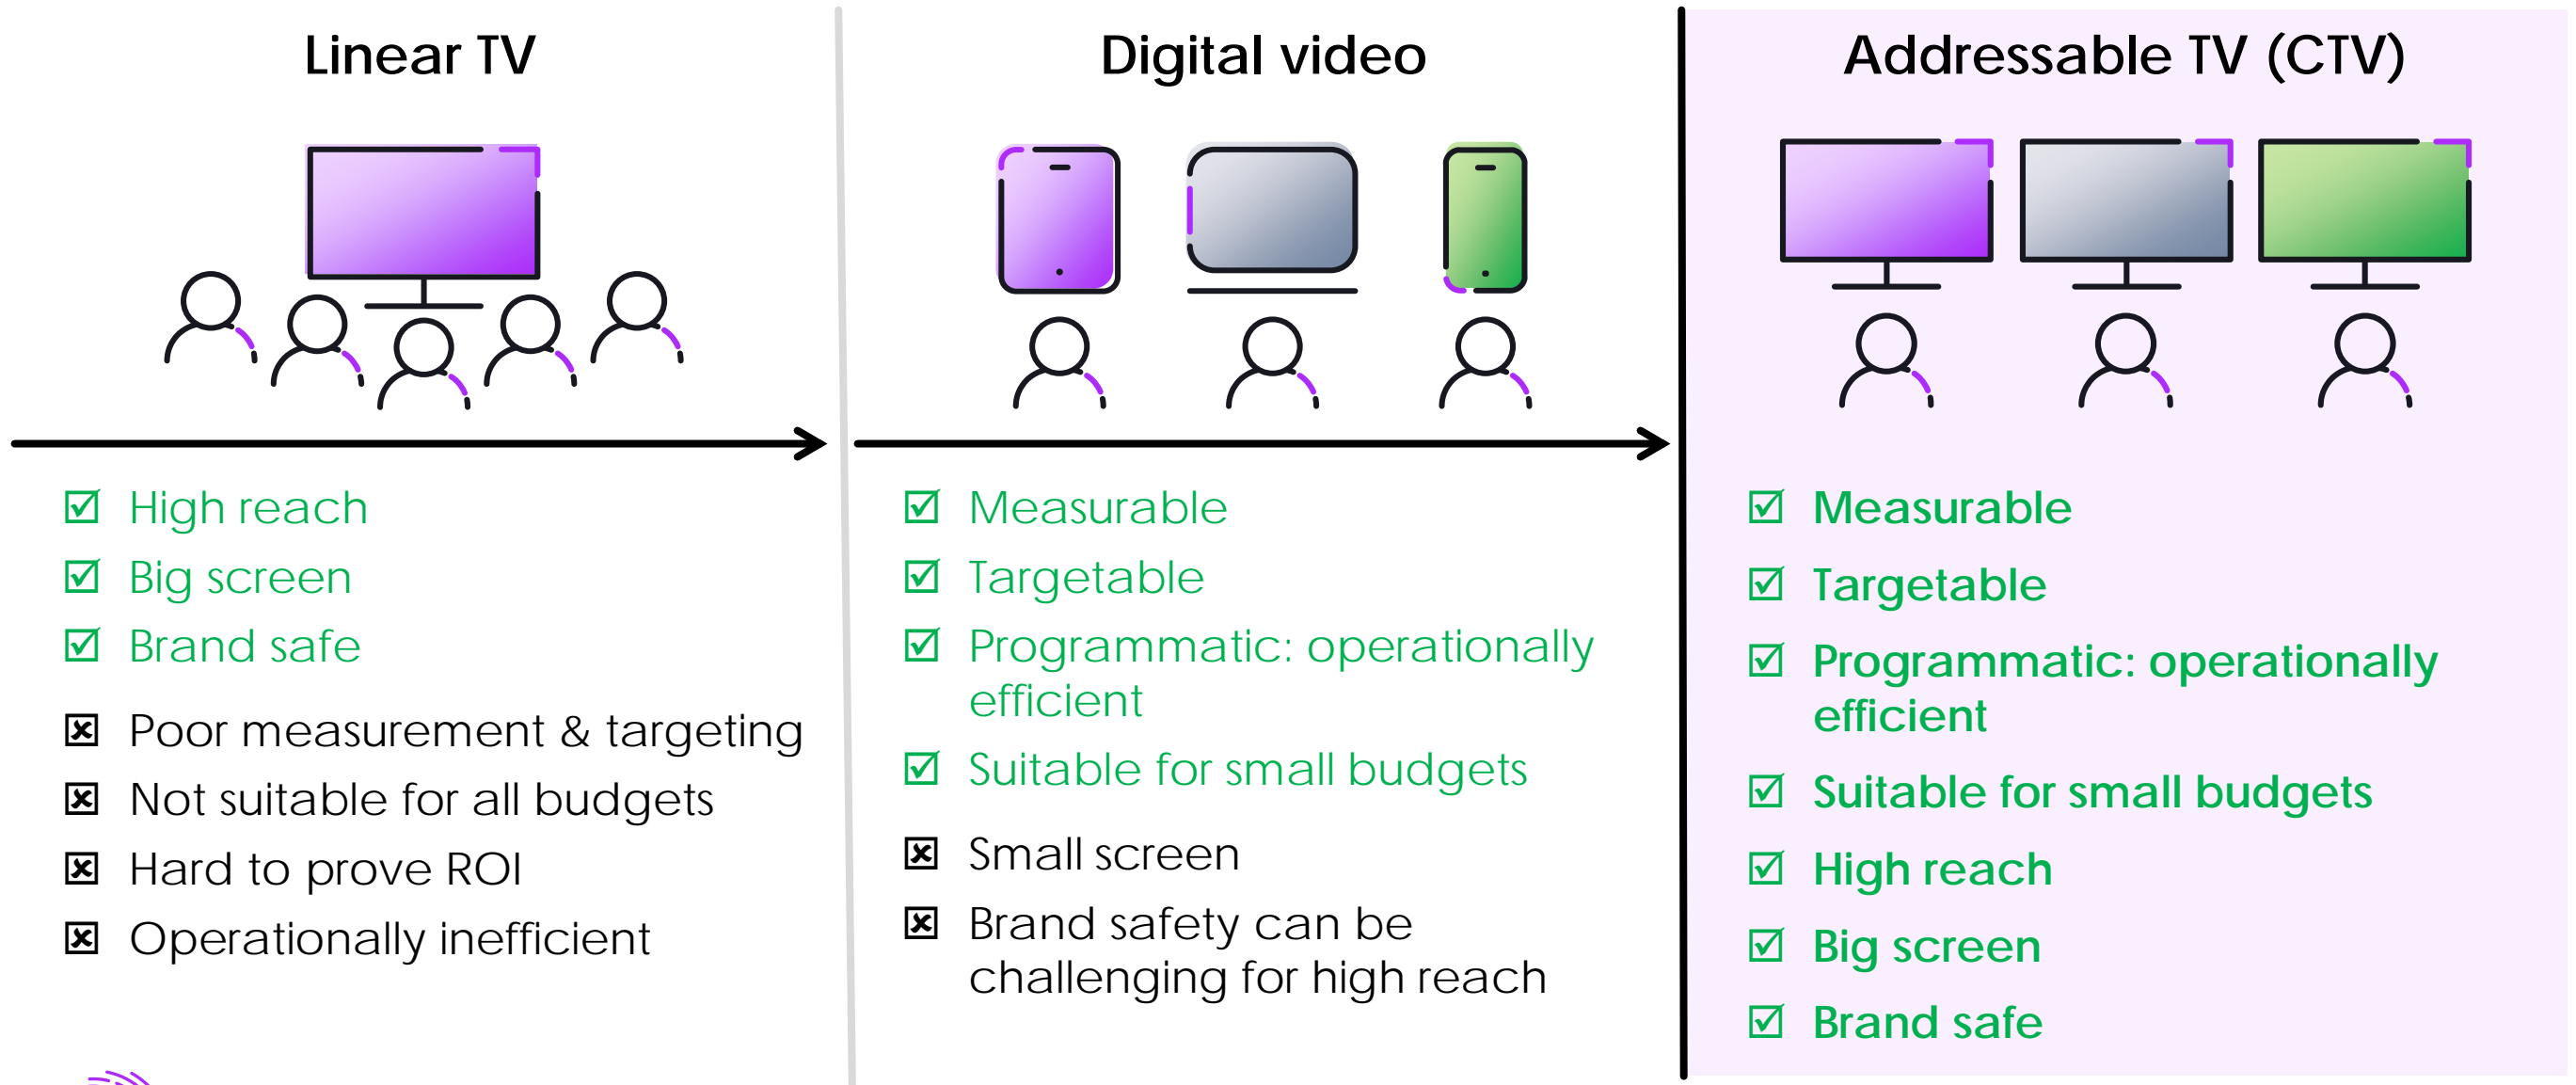 Linear TV
High reach
Big screen
Brand safe
Poor measurement & targeting
Not suitable for all budgets
Hard to prove ROI
Operationally inefficient
Digital video
Measurable
Targetable
Programmatic: operationally
efficient
Suitable for small budgets
Small screen
Brand safety can be
challenging for high reach
Addressable TV (CTV)
Measurable
Targetable
Programmatic: operationally
efficient
Suitable for small budgets
High reach
Big screen
Brand safe